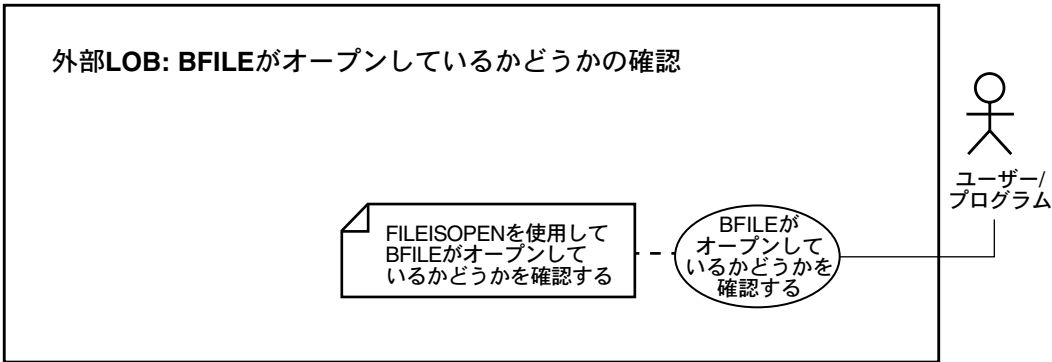 外部LOB: BFILEがオープンしているかどうかの確認
ユーザー/
プログラム
FILEISOPENを使用して
BFILEがオープンして
いるかどうかを確認する
BFILEが
オープンして
いるかどうかを
確認する